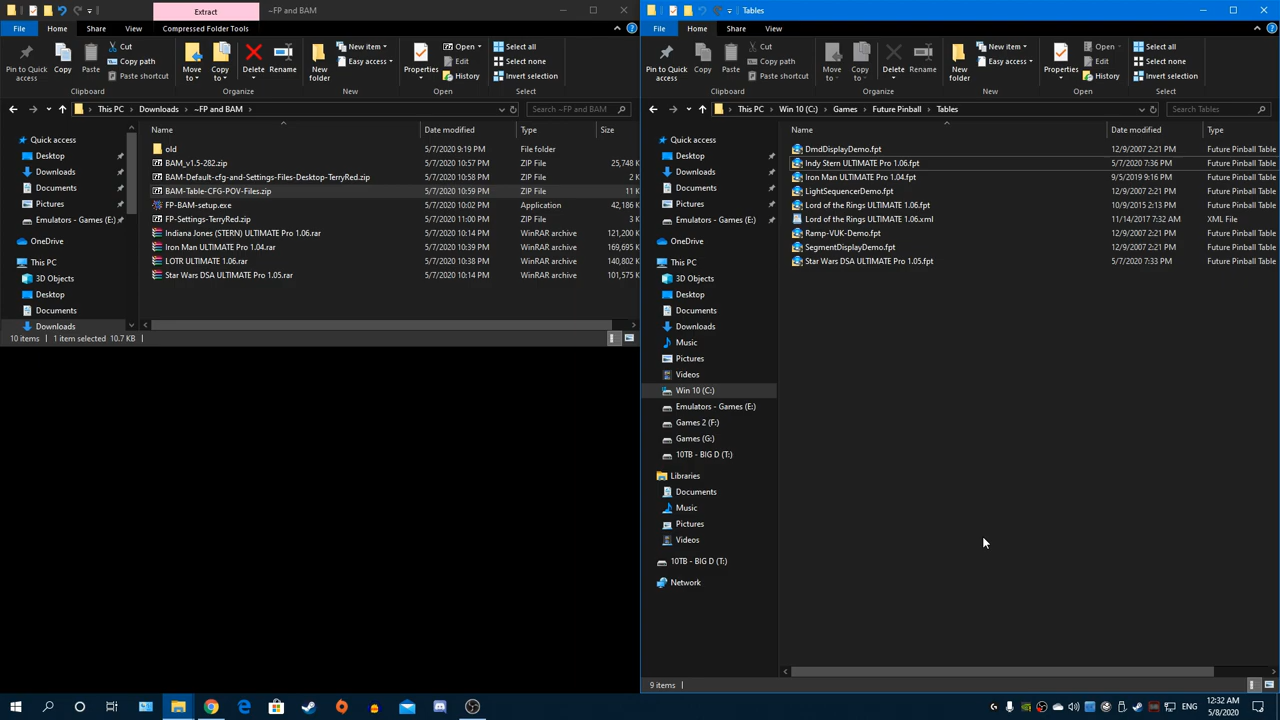 Extract
~FP and BAM
File
Home
Share
View
Compressed Folder Tools
Pin to Quick access
Copy
Paste
Cut
Copy path
Paste shortcut
Clipboard
Move to
Copy to
Delete
Rename
Organize
New folder
New item
Easy access
New
Properties
Open
Edit
History
Open
Select all
Select none
Invert selection
Select
This PC
Downloads
~FP and BAM
Search ~FP and BAM
Quick access
Desktop
Downloads
Documents
Pictures
Emulators - Games (E:)
OneDrive
This PC
3D Objects
Desktop
Documents
Downloads
Name Date modified Type Size
old 5/7/2020 9:19 PM File folder
BAM_v1.5-282.zip 5/7/2020 10:57 PM ZIP File 25,748 K
BAM-Default-cfg-and-Settings-Files-Desktop-TerryRed.zip 5/7/2020 10:58 PM ZIP File 2 K
BAM-Table-CFG-POV-Files.zip 5/7/2020 10:59 PM ZIP File 11 K
FP-BAM-setup.exe 5/7/2020 10:02 PM Application 42,186 K
FP-Settings-TerryRed.zip 5/7/2020 11:00 PM ZIP File 3 K
Indiana Jones (STERN) ULTIMATE Pro 1.06.rar 5/7/2020 10:14 PM WinRAR archive 121,200 K
Iron Man ULTIMATE Pro 1.04.rar 5/7/2020 10:39 PM WinRAR archive 169,695 K
LOTR ULTIMATE 1.06.rar 5/7/2020 10:38 PM WinRAR archive 140,802 K
Star Wars DSA ULTIMATE Pro 1.05.rar 5/7/2020 10:14 PM WinRAR archive 101,575 K
10 items
1 item selected 10.7 KB
Tables
File
Home
Share
View
Pin to Quick access
Copy
Paste
Cut
Copy path
Paste shortcut
Clipboard
Move to
Copy to
Delete
Rename
Organize
New folder
New item
Easy access
New
Properties
Open
Edit
History
Open
Select all
Select none
Invert selection
Select
This PC
Win 10 (C:)
Games
Future Pinball
Tables
Search Tables
Quick access
Desktop
Downloads
Documents
Pictures
Emulators - Games (E:)
OneDrive
This PC
3D Objects
Desktop
Documents
Downloads
Music
Pictures
Videos
Win 10 (C:)
Emulators - Games (E:)
Games 2 (F:)
Games (G:)
10TB - BIG D (T:)
Libraries
Documents
Music
Pictures
Videos
10TB - BIG D (T:)
Network
Name Date modified Type
DmdDisplayDemo.fpt 12/9/2007 2:21 PM Future Pinball Table
Indy Stern ULTIMATE Pro 1.06.fpt 5/7/2020 7:36 PM Future Pinball Table
Iron Man ULTIMATE Pro 1.04.fpt 9/5/2019 9:16 PM Future Pinball Table
LightSequencerDemo.fpt 12/9/2007 2:21 PM Future Pinball Table
Lord of the Rings ULTIMATE 1.06.fpt 10/9/2015 2:13 PM Future Pinball Table
Lord of the Rings ULTIMATE 1.06.xml 11/14/2017 7:32 AM XML File
Ramp-VUK-Demo.fpt 12/9/2007 2:21 PM Future Pinball Table
SegmentDisplayDemo.fpt 12/9/2007 2:21 PM Future Pinball Table
Star Wars DSA ULTIMATE Pro 1.05.fpt 5/7/2020 7:33 PM Future Pinball Table
9 items
ENG
12:32 AM
5/8/2020